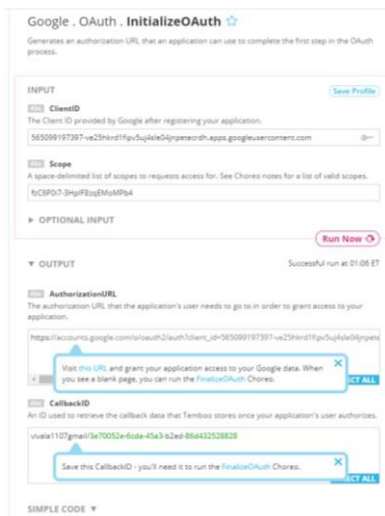 Google . OAuth . InitializeOAuth
Generates an authorization URL that an application can use to complete the first step in the OAuth
process.
INPUT
Save Profile
ClientID
The Client ID provided by Google after registering your application.
565099197397-ve25hkrd1fipv5uj4sle04jnpetecrdh.apps.googleusercontent.com
Scope
A space-delimited list of scopes to requests access for. See Choreo notes for a list of valid scopes.
fzC8P0i7-3HpIF8zqEMoMPb4
▶ OPTIONAL INPUT
Run Now
▼ OUTPUT
Successful run at 01:06 ET
AuthorizationURL
The authorization URL that the application's user needs to go to in order to grant access to your
application.
https://accounts.google.com/o/oauth2/auth?client_id=565099197397-ve25hkrd1fipv5uj4sle04jnpete
Visit this URL and grant your application access to your Google data. When
you see a blank page, you can run the FinalizeOAuth Choreo.
ECT ALL
CallbackID
An ID used to retrieve the callback data that Temboo stores once your application's user authorizes.
vivala1107gmail/3e70052e-6cda-45a3-b2ed-86d432528828
Save this CallbackID - you'll need it to run the FinalizeOAuth Choreo.
ECT ALL
SIMPLE CODE ▼